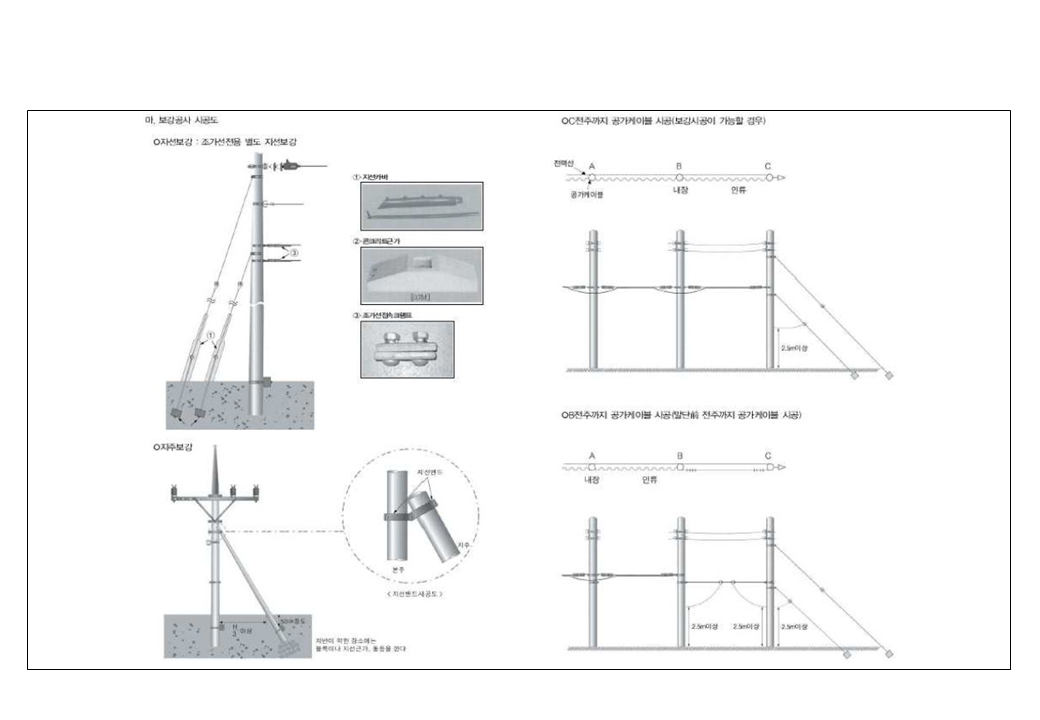 마. 보강공사 시공도
O지선보강 : 조가선전용 별도 지선보강
① 지선카바
② 콘크리트근가
[0.7M]
③ 조가선접속크램프
③
①
O지주보강
지선밴드
지주
본주
< 지선밴드시공도 >
H
3
이상
50cm정도
지반이 약한 장소에는
블록이나 지선근가, 돌등을 깐다
OC전주까지 공가케이블 시공(보강시공이 가능할 경우)
전력선
A
B
C
공가케이블
내장
인류
2.5m이상
OB전주까지 공가케이블 시공(말단前 전주까지 공가케이블 시공)
A
B
C
내장
인류
2.5m이상
2.5m이상
2.5m이상